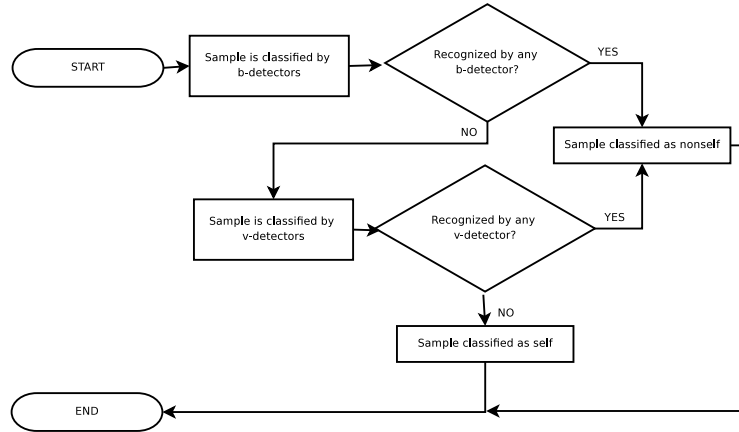 START
Sample is classified by
b-detectors
Recognized by any
b-detector?
YES
NO
Sample classified as nonself
Sample is classified by
v-detectors
Recognized by any
v-detector?
YES
NO
Sample classified as self
END